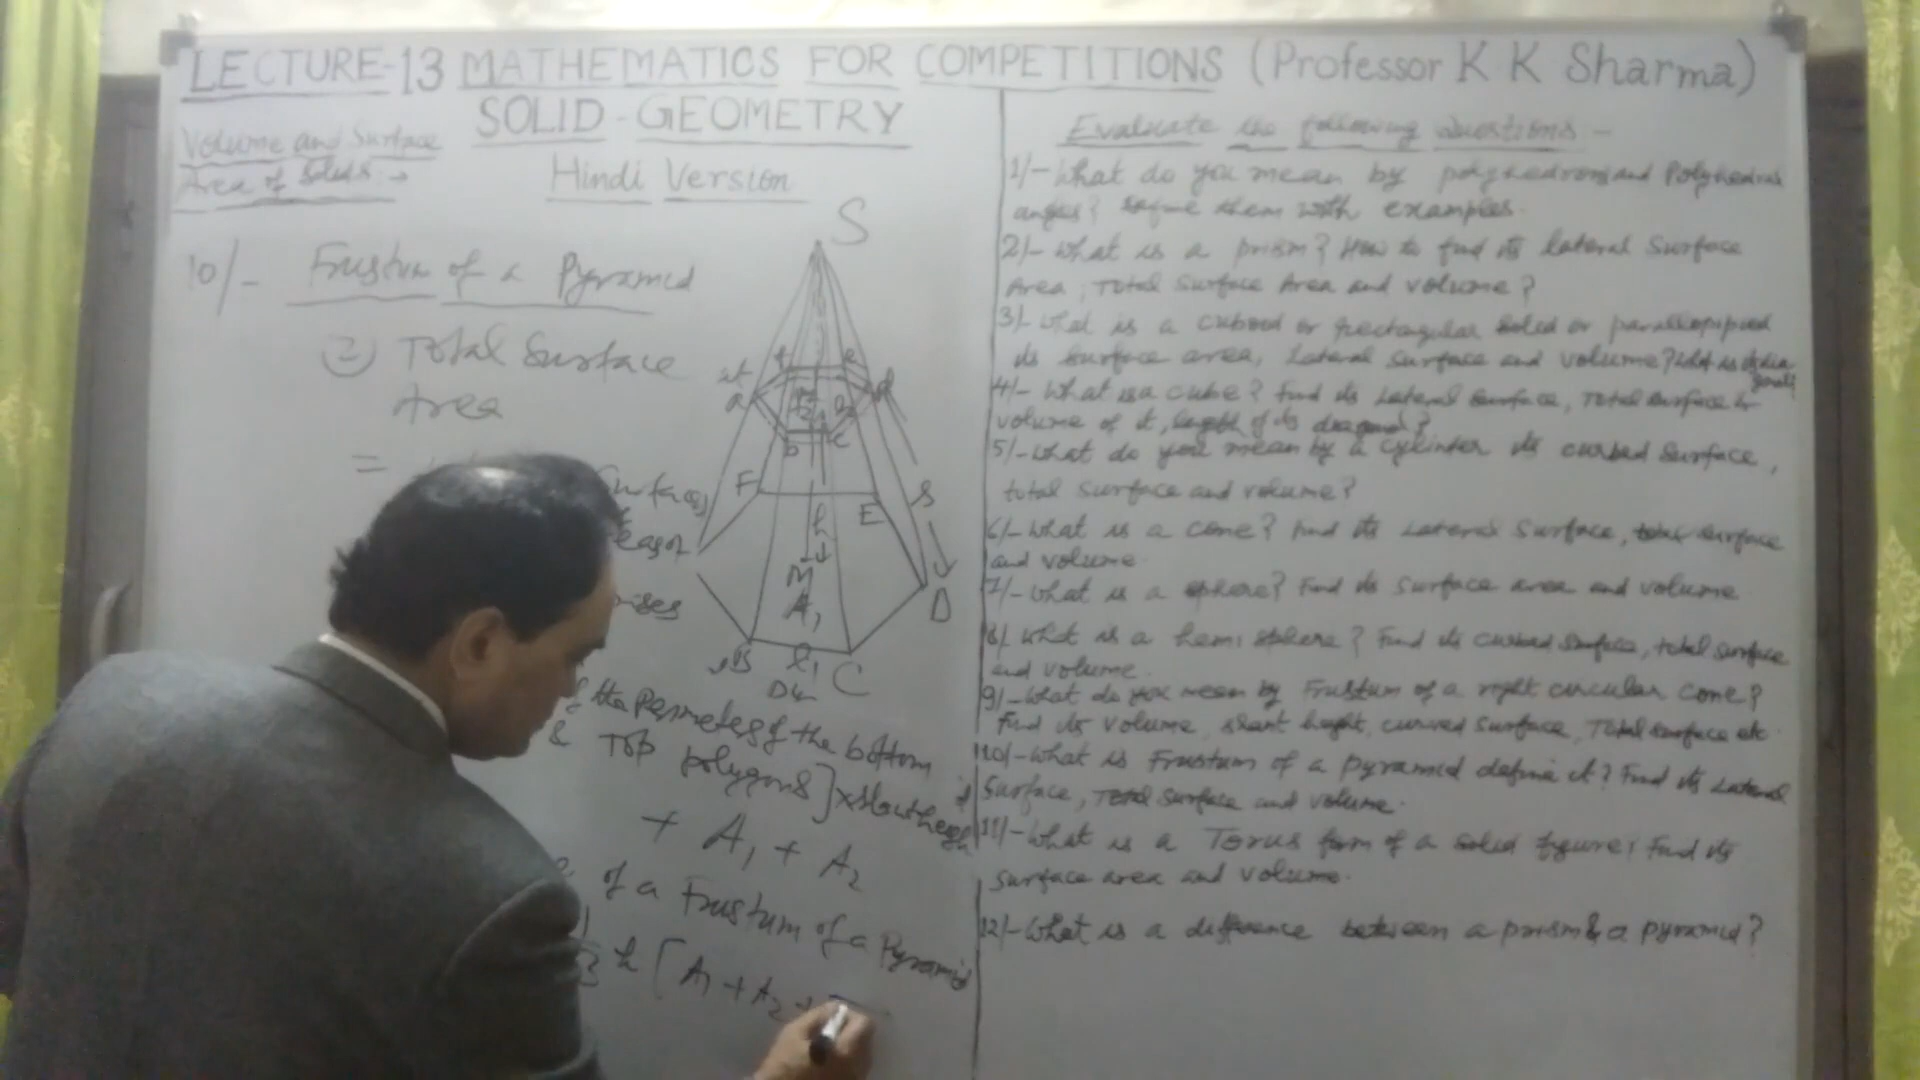 LECTURE-13 MATHEMATICS FOR COMPETITIONS (Professor K K Sharma)
SOLID-GEOMETRY
Volume and Surface
Area of Solids →
Hindi Version
10/- Frustum of a Pyramid
② Total Surface
Area
=
S
a
b
c
d
e
F
E
s
h
M
A1
D
B
l1
C
of the Perimeters of the bottom
& Top polygons] x slant height
+ A1 + A2
of a Frustum of a Pyramid
1/3 h [A1 + A2 +
Evaluate the following questions -
1/- What do you mean by polyhedrons and Polyhedral
angles? define them with examples.
2/- What is a prism? How to find its lateral Surface
Area, Total Surface Area and volume?
3/- What is a cuboid or rectangular solid or parallopiped
its surface area, lateral surface and volume? What is its diagonal?
4/- What is a cube? Find its Lateral surface, Total surface &
volume of it, length of its diagonal?
5/- What do you mean by a cylinder its curved surface,
total surface and volume?
6/- What is a cone? Find its Lateral Surface, total surface
and volume.
7/- What is a sphere? Find its surface area and volume
8/- What is a hemi sphere? Find its curved surface, total surface
and volume.
9/- What do you mean by Frustum of a right circular cone?
Find its volume, slant height, curved surface, Total surface etc.
10/- What is Frustum of a pyramid define it? Find its Lateral
Surface, Total surface and volume.
11/- What is a Torus form of a solid figure? Find its
surface area and volume.
12/- What is a difference between a prism & a pyramid?